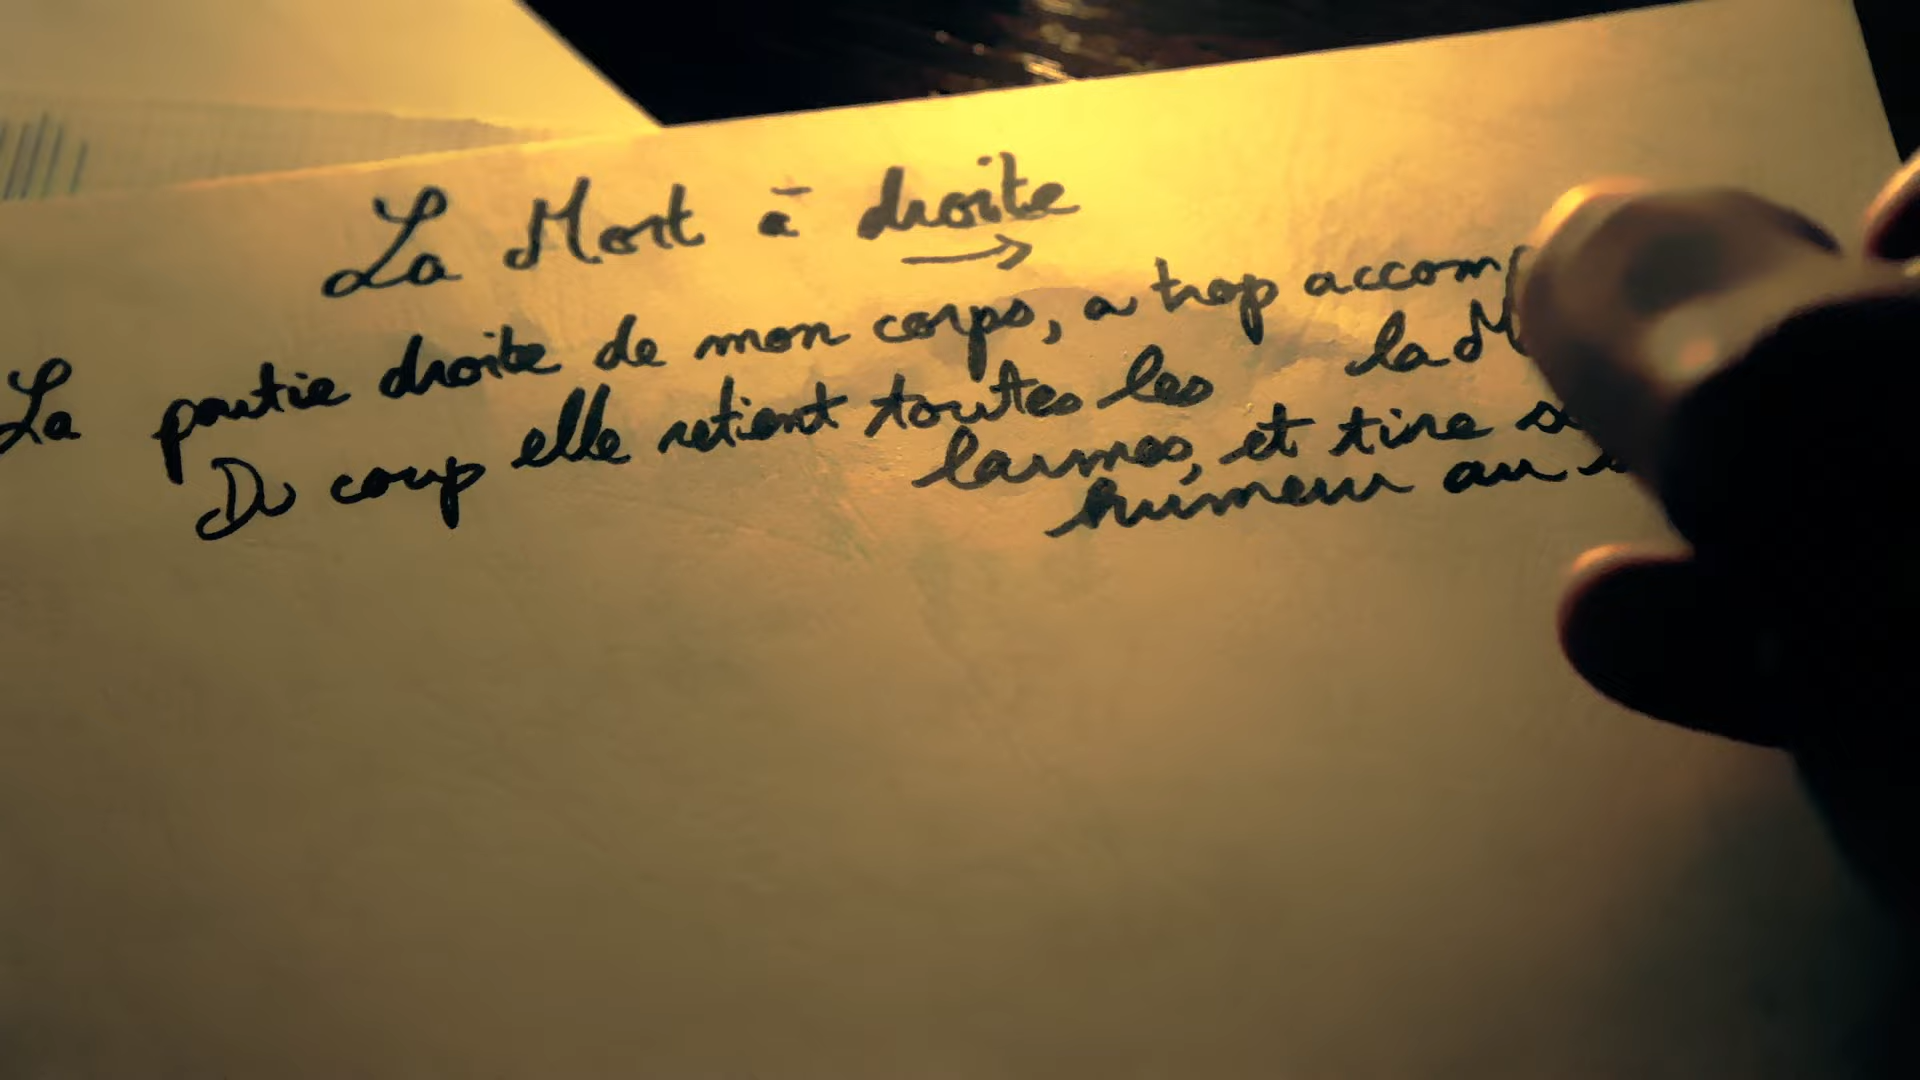 La Mort à droite
La partie droite de mon corps, a trop accom
la M
Du coup elle retient toutes les
larmes, et tire s
humeur au